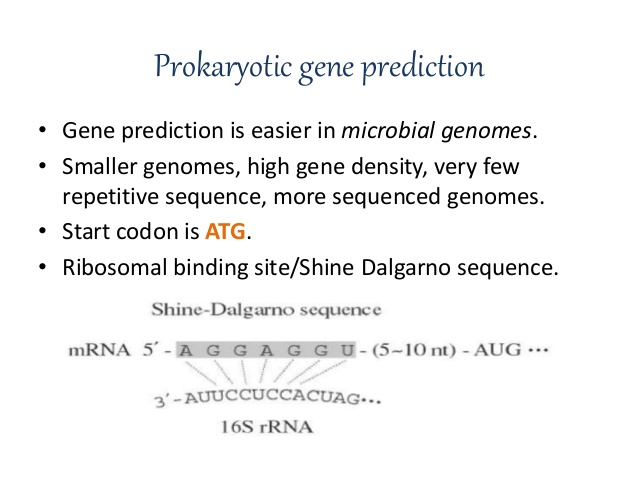 Prokaryotic gene prediction
• Gene prediction is easier in microbial genomes.
• Smaller genomes, high gene density, very few
repetitive sequence, more sequenced genomes.
• Start codon is ATG.
• Ribosomal binding site/Shine Dalgarno sequence.
Shine-Dalgarno sequence
mRNA 5´ - A G G A G G U - (5~10 nt) - AUG ···
3´-AUUCCUCCACUAG···
16S rRNA